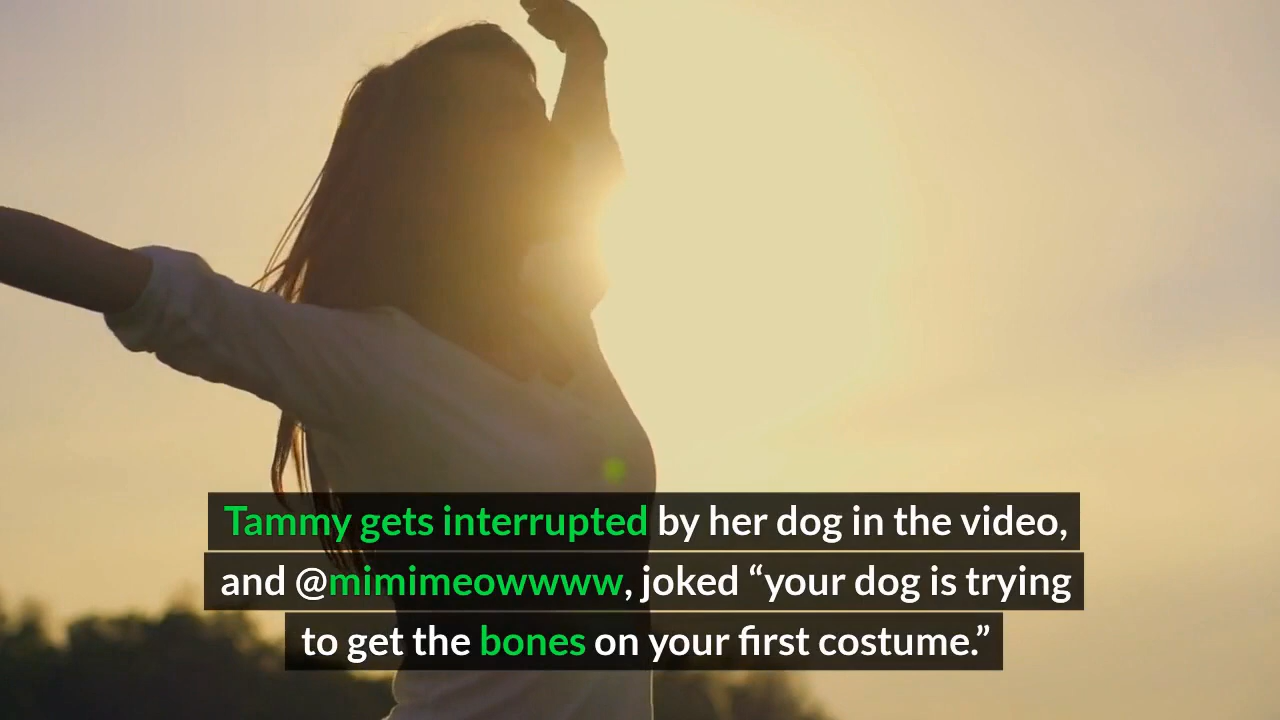 Tammy gets interrupted by her dog in the video,
and @mimimeowwww, joked “your dog is trying
to get the bones on your first costume.”